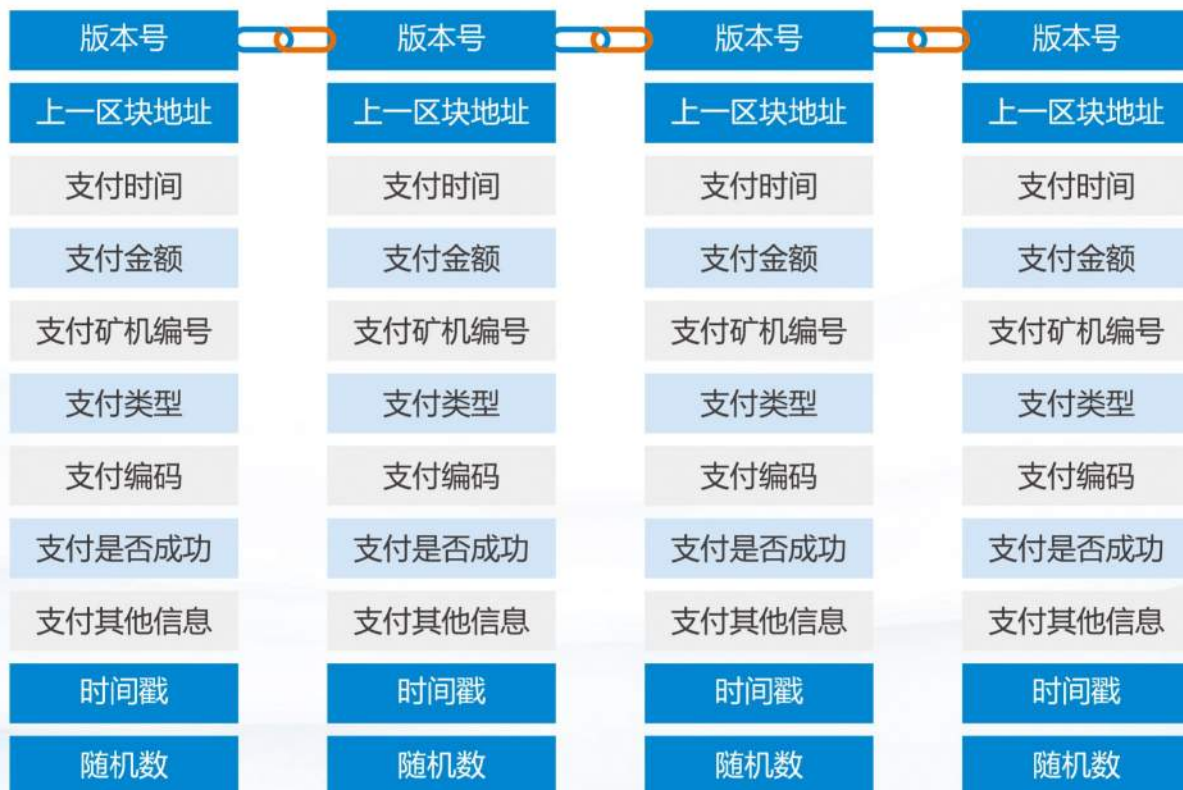 版本号 版本号 版本号 版本号
上一区块地址 上一区块地址 上一区块地址 上一区块地址
支付时间 支付时间 支付时间 支付时间
支付金额 支付金额 支付金额 支付金额
支付矿机编号 支付矿机编号 支付矿机编号 支付矿机编号
支付类型 支付类型 支付类型 支付类型
支付编码 支付编码 支付编码 支付编码
支付是否成功 支付是否成功 支付是否成功 支付是否成功
支付其他信息 支付其他信息 支付其他信息 支付其他信息
时间戳 时间戳 时间戳 时间戳
随机数 随机数 随机数 随机数